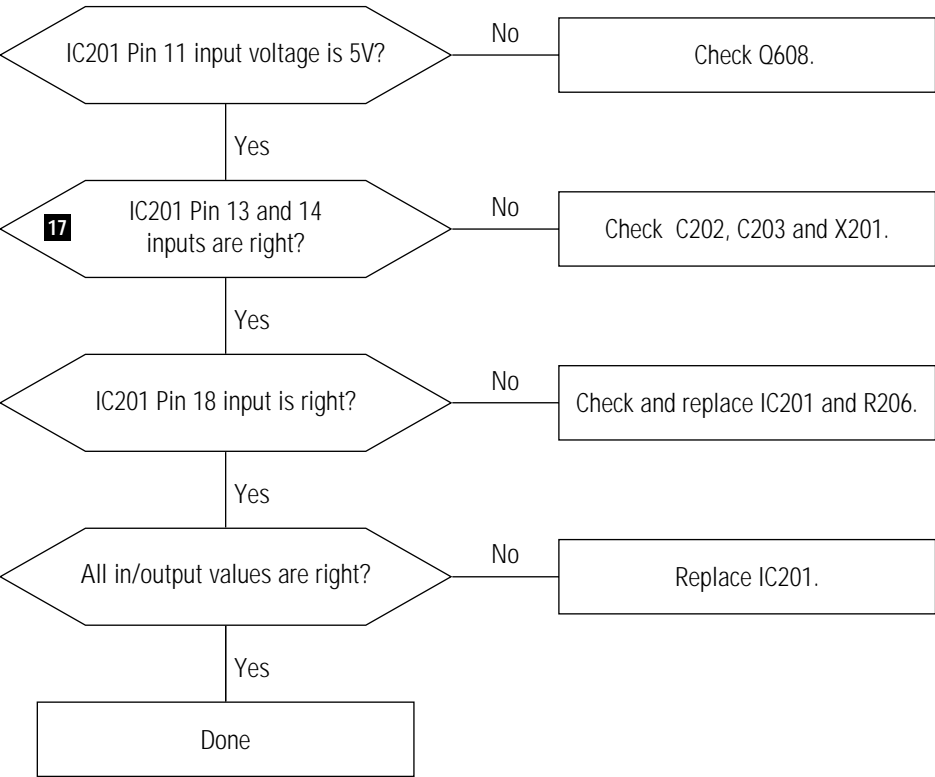 IC201 Pin 11 input voltage is 5V?
No
Check Q608.
Yes
17
IC201 Pin 13 and 14
inputs are right?
No
Check C202, C203 and X201.
Yes
IC201 Pin 18 input is right?
No
Check and replace IC201 and R206.
Yes
All in/output values are right?
No
Replace IC201.
Yes
Done